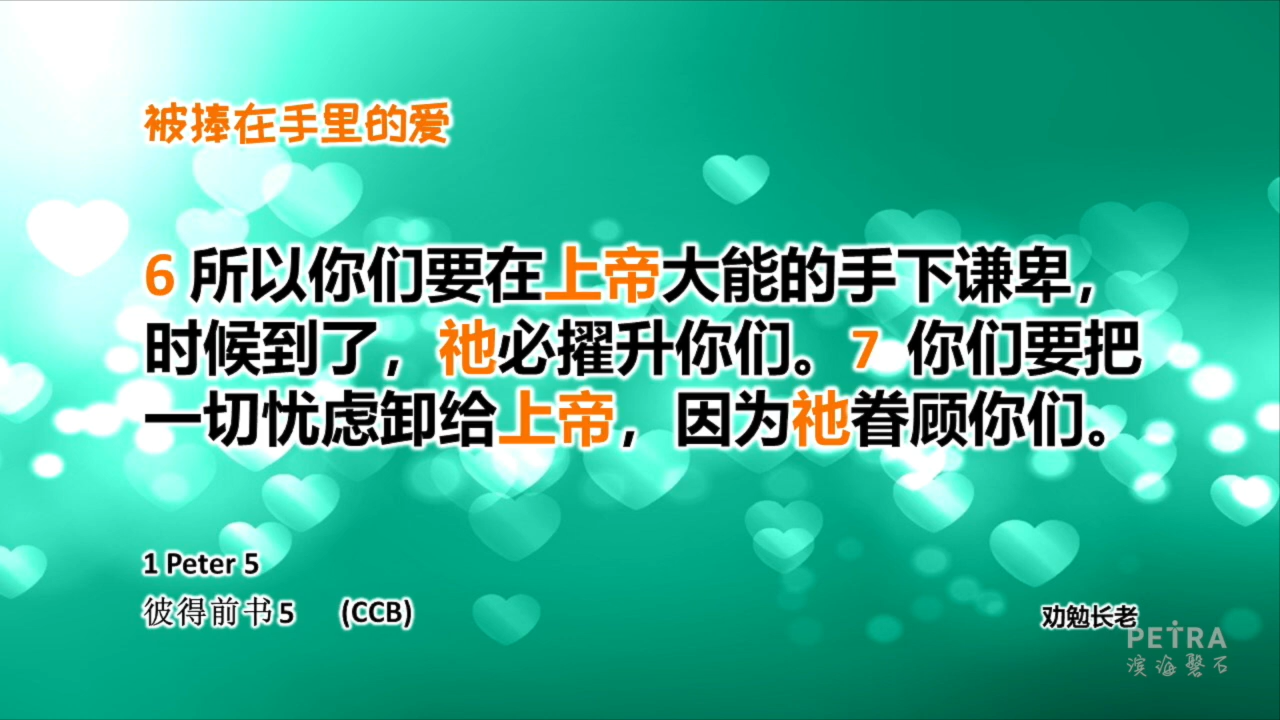 被捧在手里的爱
6 所以你们要在上帝大能的手下谦卑，
时候到了，祂必擢升你们。7 你们要把
一切忧虑卸给上帝，因为祂眷顾你们。
1 Peter 5
彼得前书5 (CCB)
劝勉长老
PETRA
滨海磐石